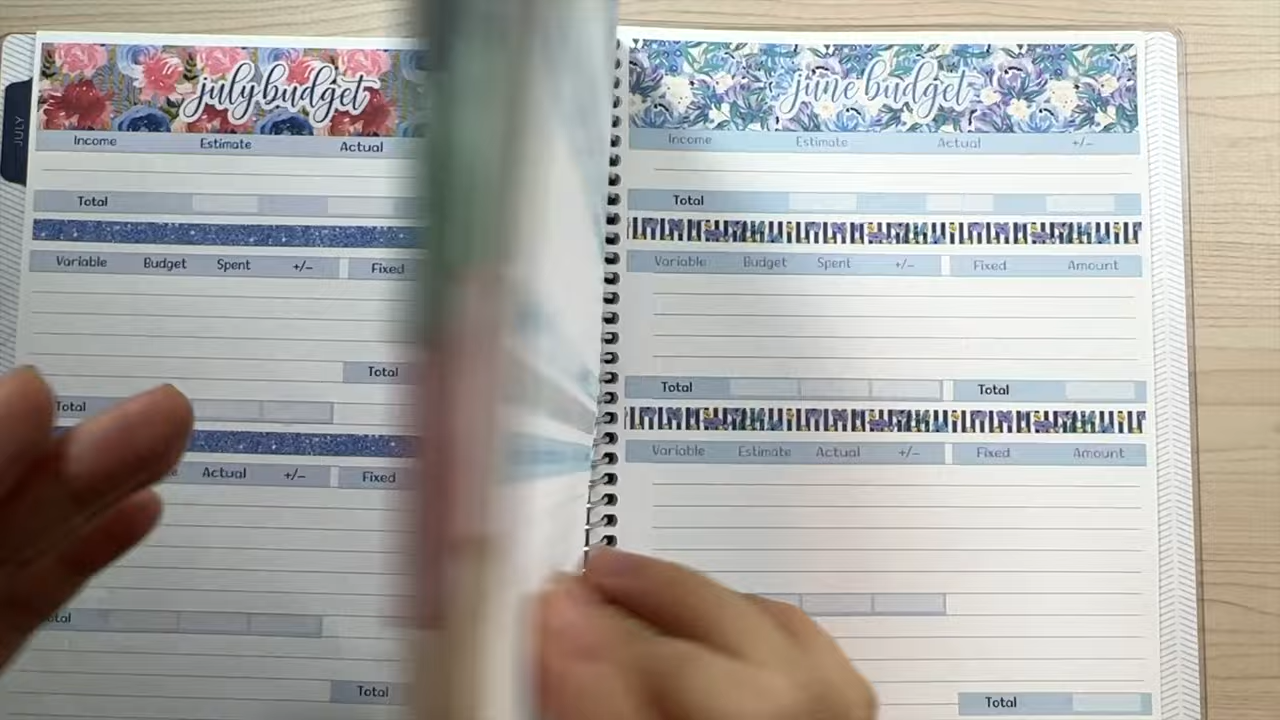 JULY
july budget
Income Estimate Actual
Total
Variable Budget Spent +/- Fixed
Total
Total
Actual +/- Fixed
Total
june budget
Income Estimate Actual +/-
Total
Variable Budget Spent +/- Fixed Amount
Total Total
Variable Estimate Actual +/- Fixed Amount
Total